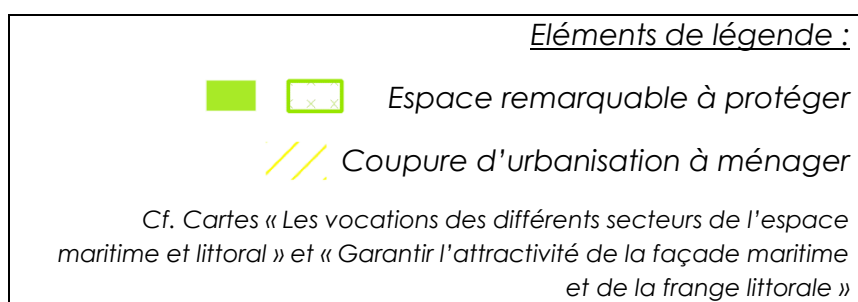 Eléments de légende :
Espace remarquable à protéger
Coupure d’urbanisation à ménager
Cf. Cartes « Les vocations des différents secteurs de l’espace
maritime et littoral » et « Garantir l’attractivité de la façade maritime
et de la frange littorale »